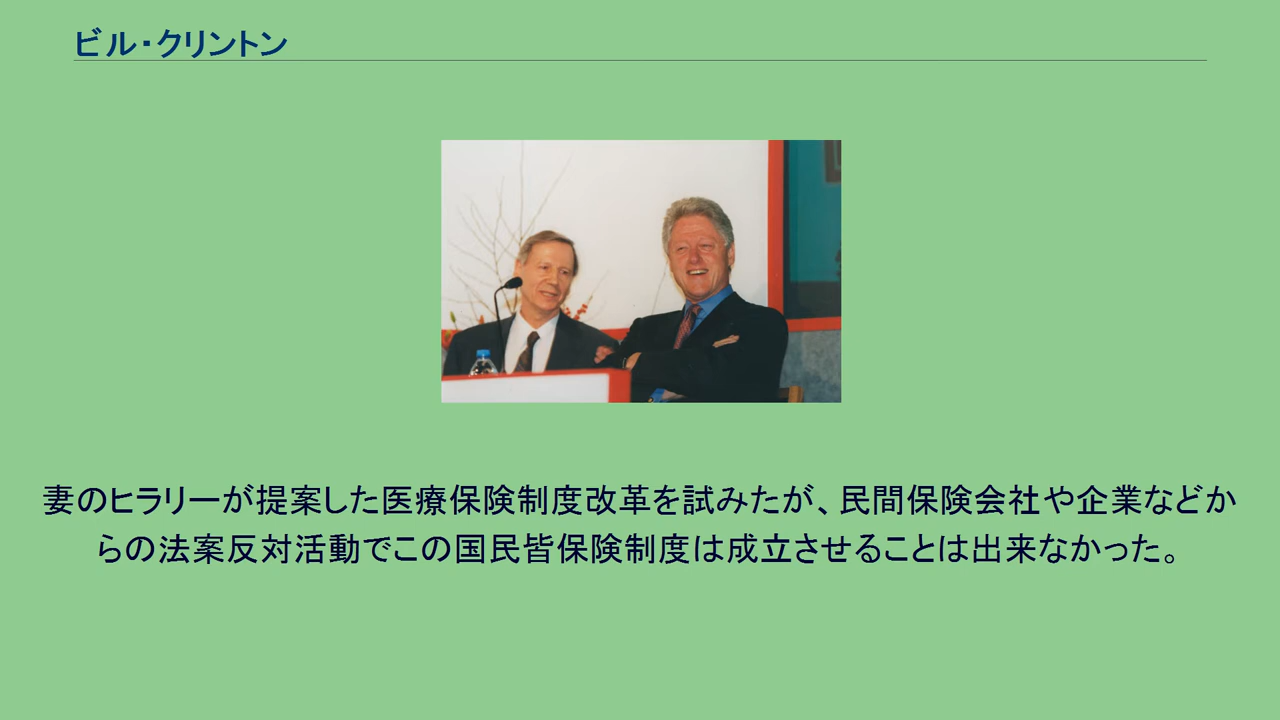 ビル・クリントン
妻のヒラリーが提案した医療保険制度改革を試みたが、民間保険会社や企業などか
らの法案反対活動でこの国民皆保険制度は成立させることは出来なかった。